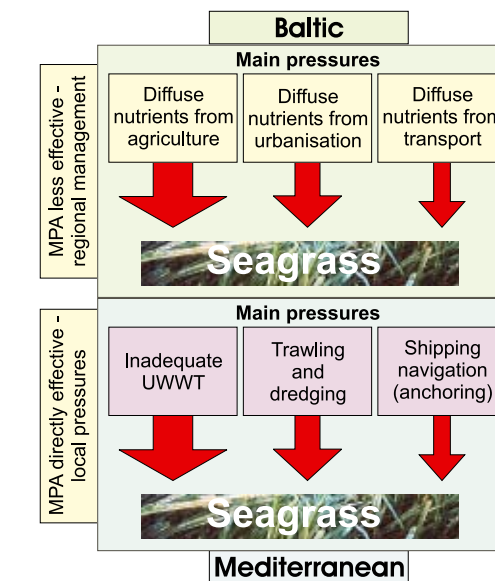 Baltic
MPA less effective -
regional management
Main pressures
Diffuse
nutrients from
agriculture
Diffuse
nutrients from
urbanisation
Diffuse
nutrients from
transport
Seagrass
MPA directly effective -
local pressures
Main pressures
Inadequate
UWWT
Trawling
and
dredging
Shipping
navigation
(anchoring)
Seagrass
Mediterranean